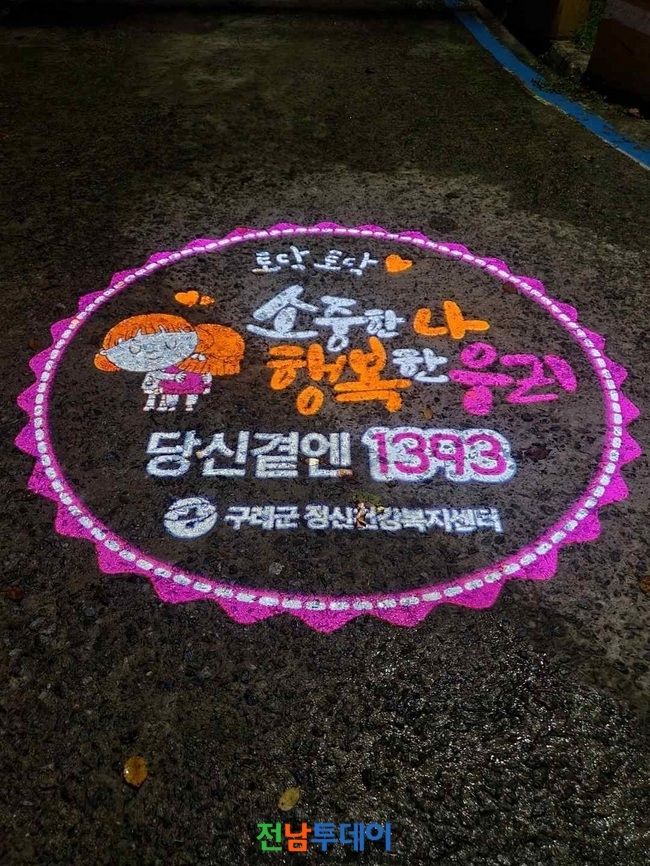 토닥 토닥
소중한 나
행복한 우리
당신곁엔 1393
구례군 정신건강복지센터
전남투데이